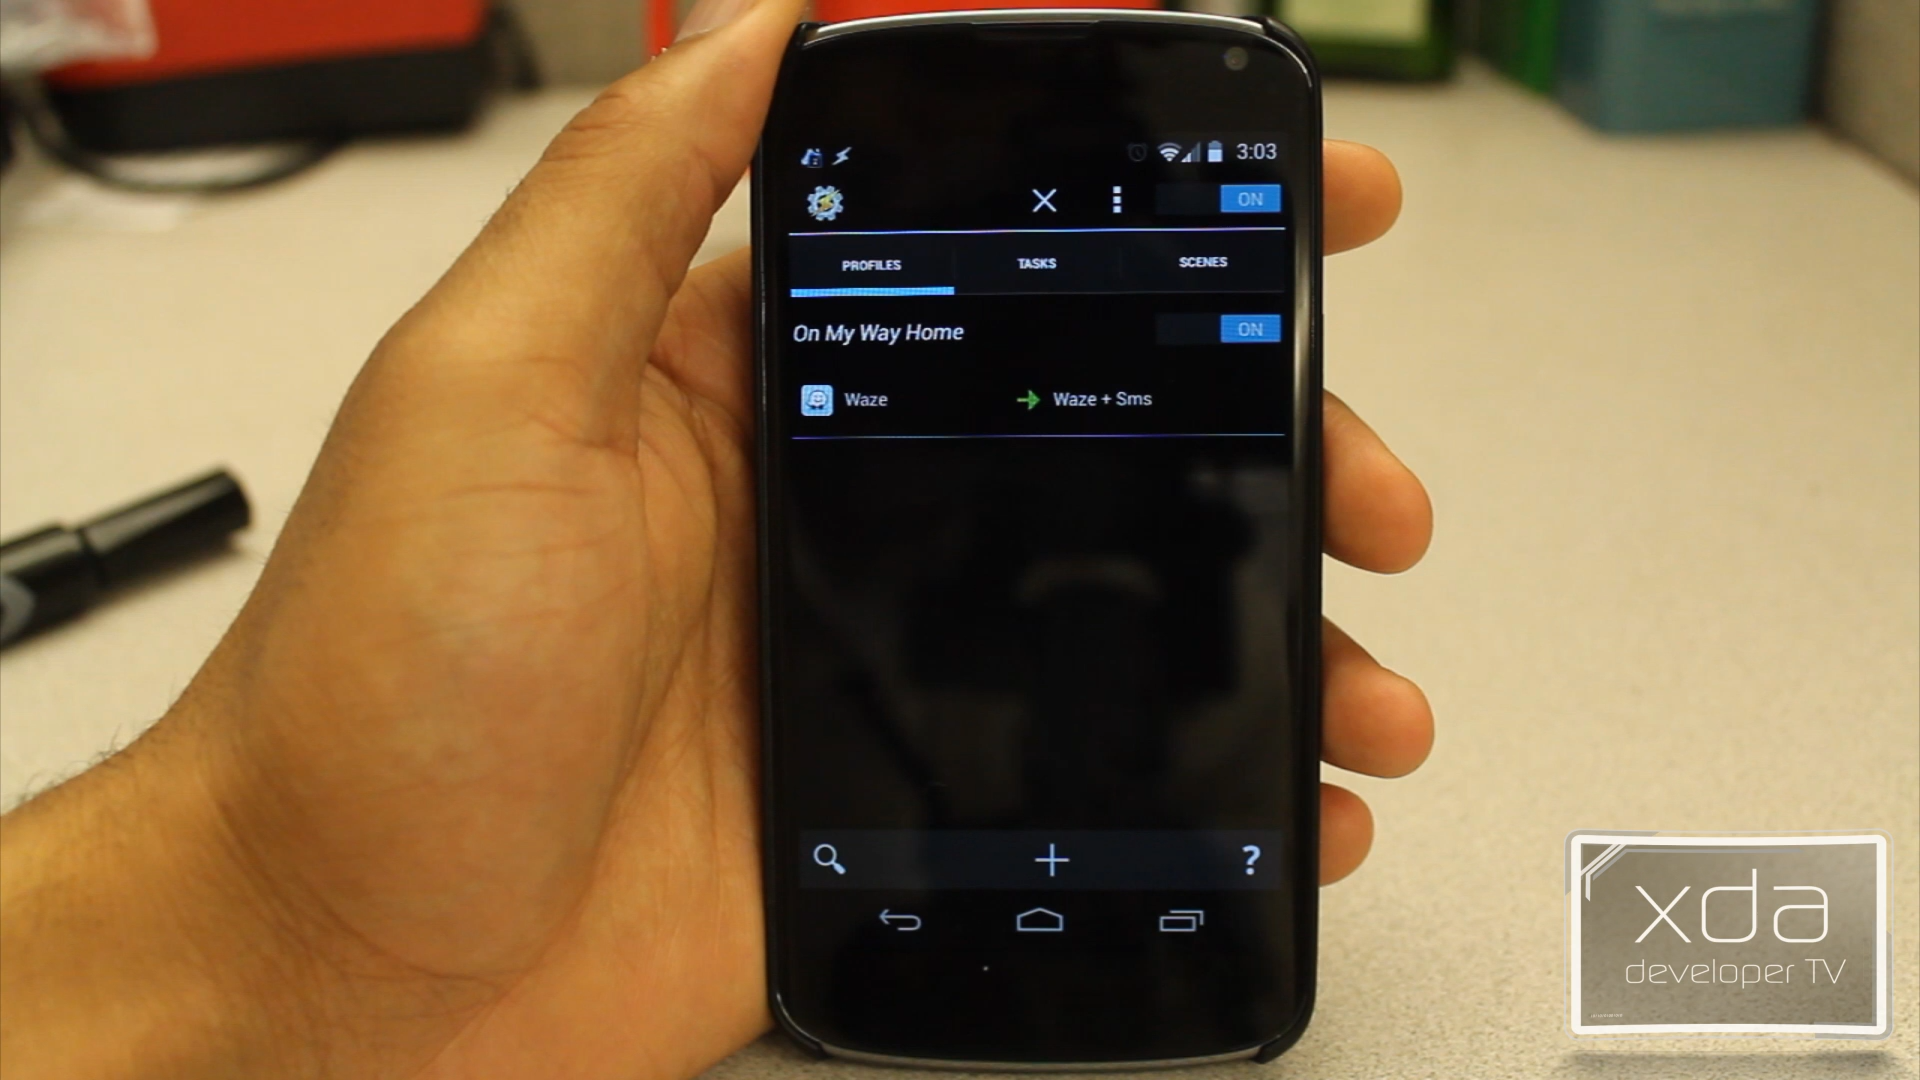 3:03
ON
PROFILES TASKS SCENES
On My Way Home ON
Waze Waze + Sms
?
xda
developer TV